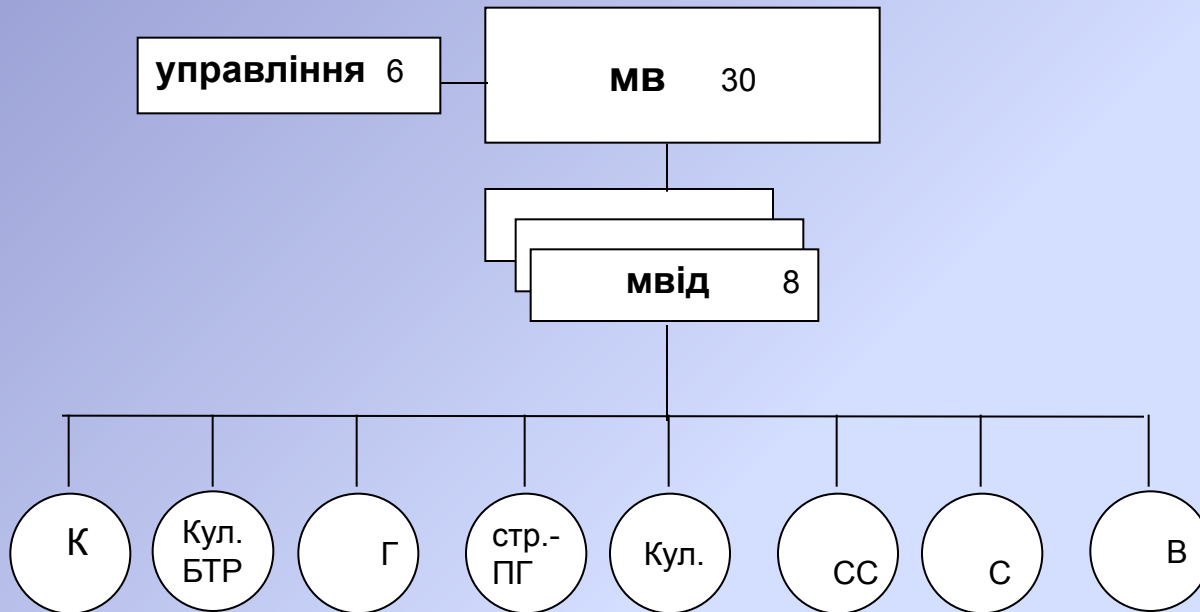 управління 6
мв 30
мвід 8
К
Кул.
БТР
Г
стр.-
ПГ
Кул.
СС
С
В